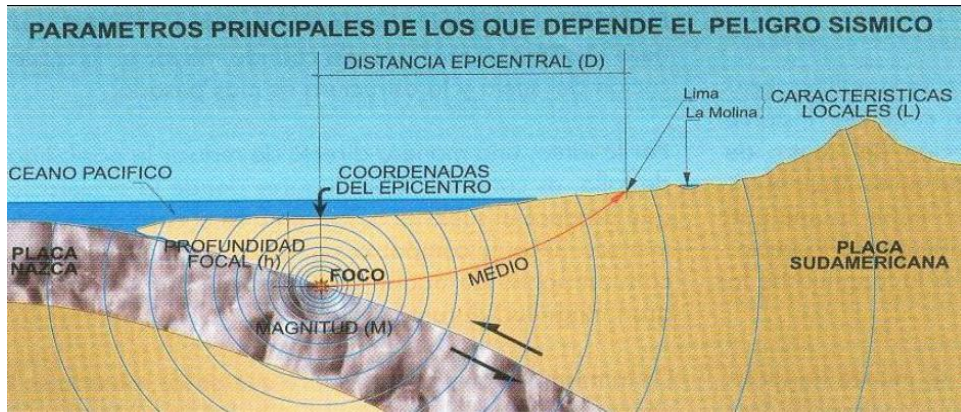 PARAMETROS PRINCIPALES DE LOS QUE DEPENDE EL PELIGRO SISMICO
DISTANCIA EPICENTRAL (D)
Lima
La Molina
CARACTERISTICAS
LOCALES (L)
CEANO PACIFICO
COORDENADAS
DEL EPICENTRO
PROFUNDIDAD
FOCAL (h)
FOCO
MEDIO
PLACA
NAZCA
PLACA
SUDAMERICANA
MAGNITUD (M)